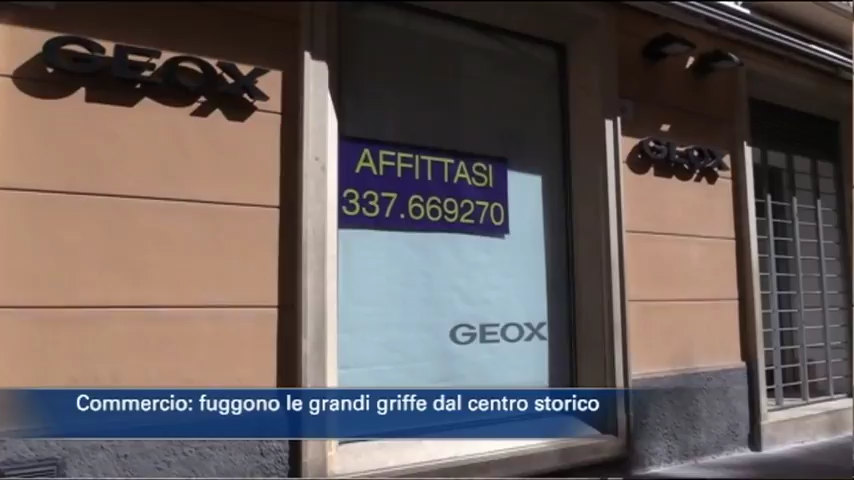 GEOX
AFFITTASI
337.669270
GEOX
GEOX
Commercio: fuggono le grandi griffe dal centro storico